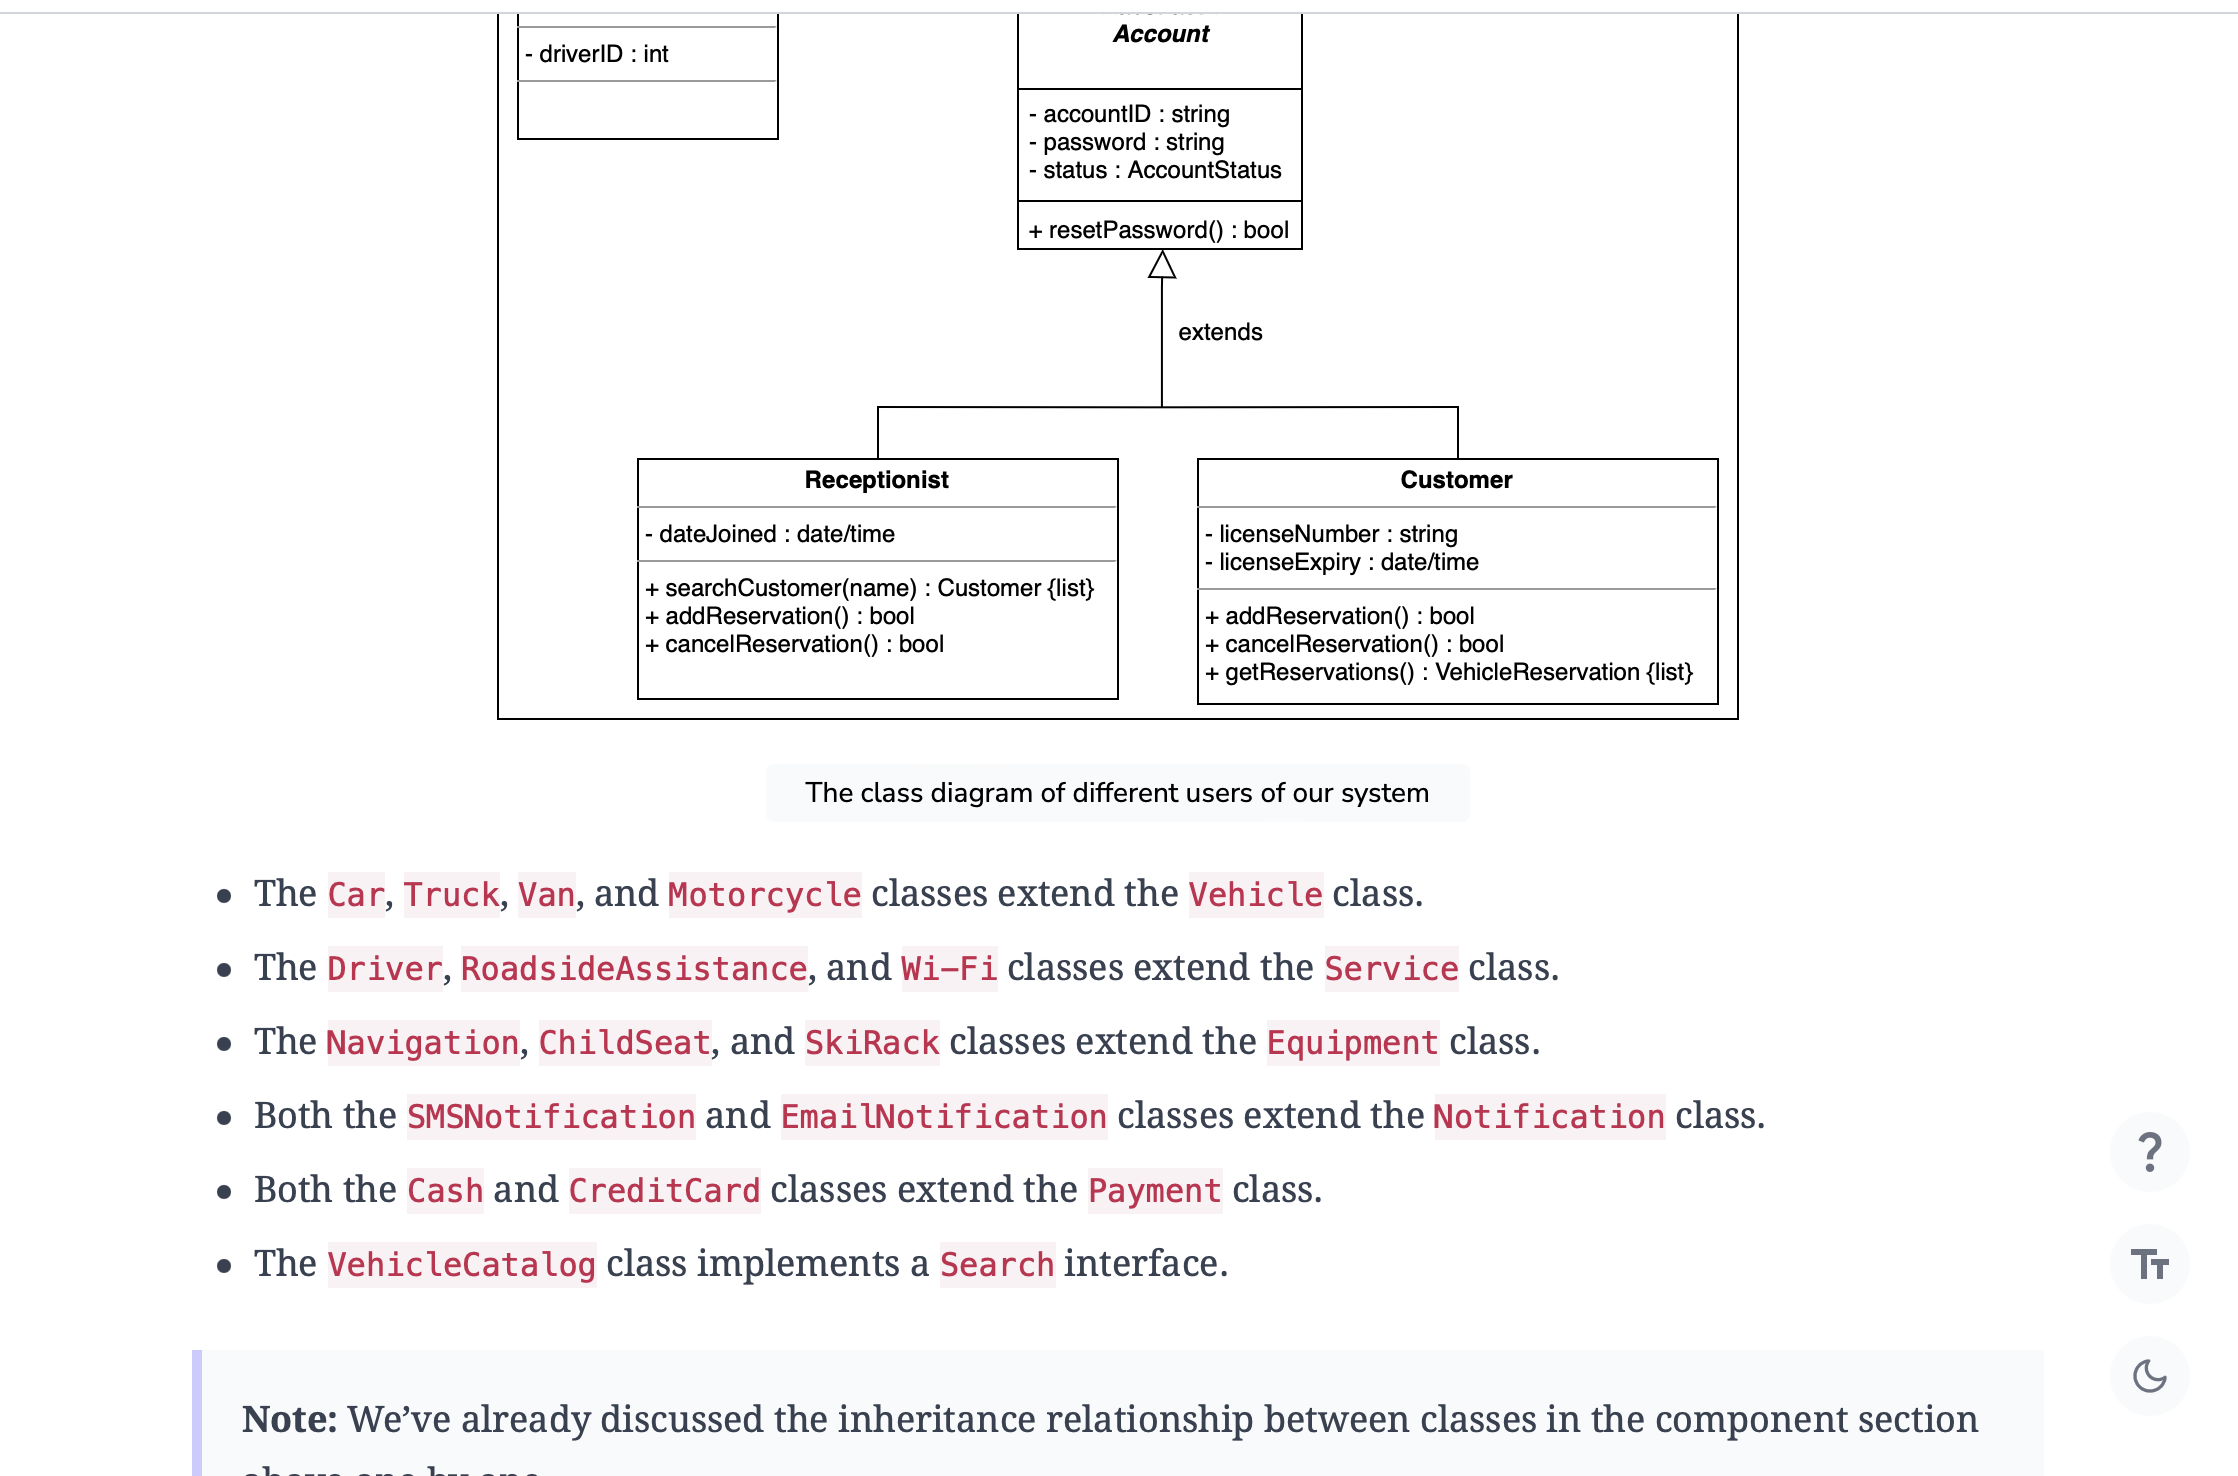 - driverID : int
Account
- accountID : string
- password : string
- status : AccountStatus
+ resetPassword() : bool
extends
Receptionist
- dateJoined : date/time
+ searchCustomer(name) : Customer {list}
+ addReservation() : bool
+ cancelReservation() : bool
Customer
- licenseNumber : string
- licenseExpiry : date/time
+ addReservation() : bool
+ cancelReservation() : bool
+ getReservations() : VehicleReservation {list}
The class diagram of different users of our system
• The Car, Truck, Van, and Motorcycle classes extend the Vehicle class.
• The Driver, RoadsideAssistance, and Wi-Fi classes extend the Service class.
• The Navigation, ChildSeat, and SkiRack classes extend the Equipment class.
• Both the SMSNotification and EmailNotification classes extend the Notification class.
• Both the Cash and CreditCard classes extend the Payment class.
• The VehicleCatalog class implements a Search interface.
?
TT
Note: We’ve already discussed the inheritance relationship between classes in the component section